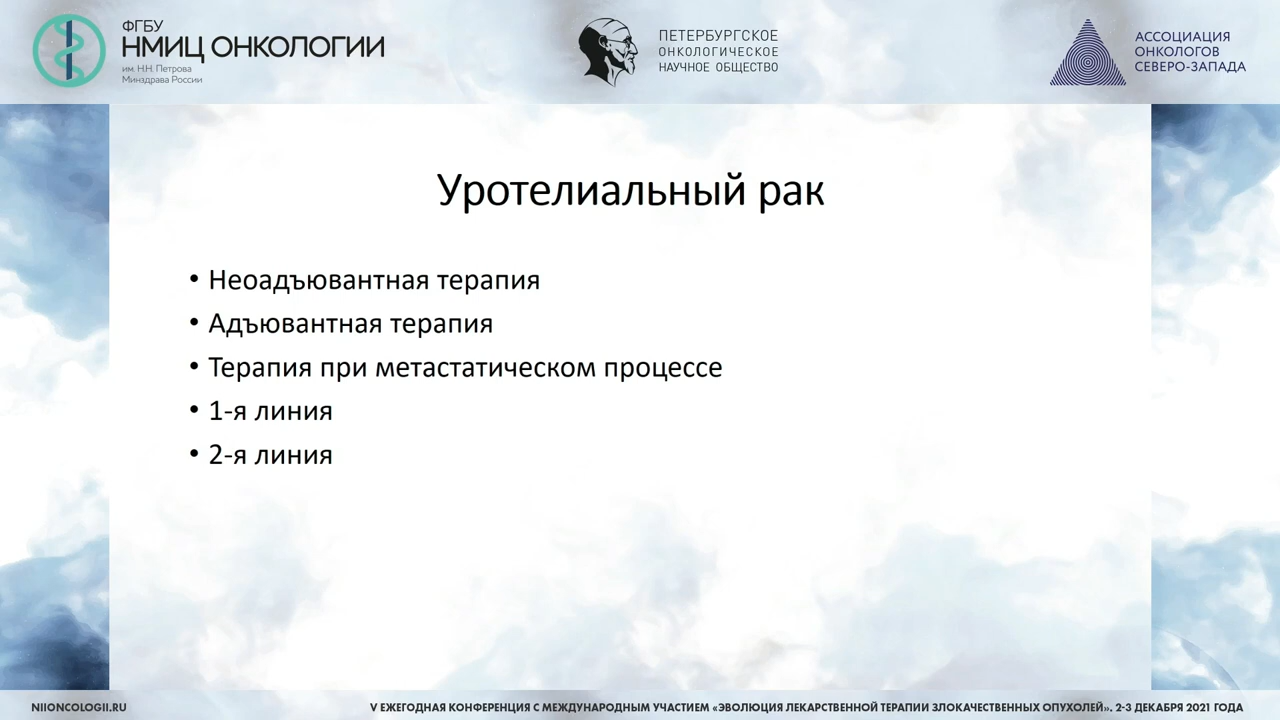 ФГБУ
НМИЦ ОНКОЛОГИИ
им. Н.Н. Петрова
Минздрава России
ПЕТЕРБУРГСКОЕ
ОНКОЛОГИЧЕСКОЕ
НАУЧНОЕ ОБЩЕСТВО
АССОЦИАЦИЯ
ОНКОЛОГОВ
СЕВЕРО-ЗАПАДА
Уротелиальный рак
• Неоадъювантная терапия
• Адъювантная терапия
• Терапия при метастатическом процессе
• 1-я линия
• 2-я линия
NIIONCOLOGII.RU
V ЕЖЕГОДНАЯ КОНФЕРЕНЦИЯ С МЕЖДУНАРОДНЫМ УЧАСТИЕМ «ЭВОЛЮЦИЯ ЛЕКАРСТВЕННОЙ ТЕРАПИИ ЗЛОКАЧЕСТВЕННЫХ ОПУХОЛЕЙ». 2-3 ДЕКАБРЯ 2021 ГОДА